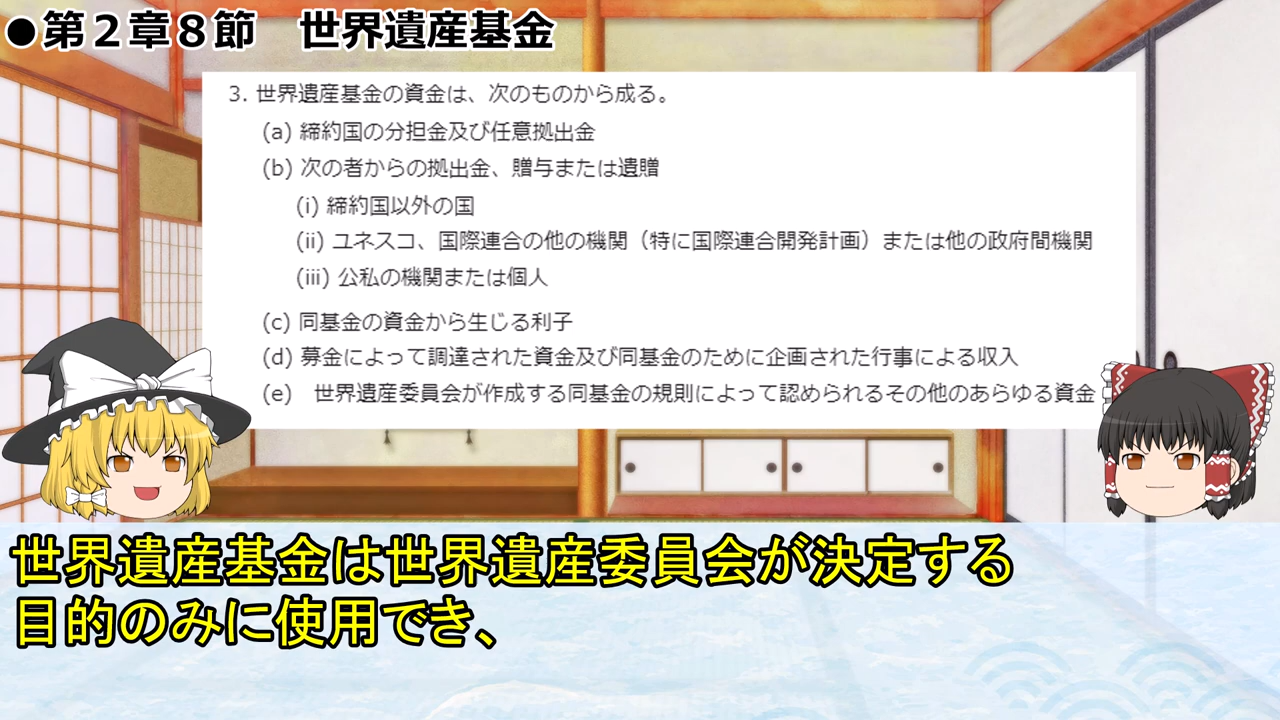 ●第２章８節　世界遺産基金
3. 世界遺産基金の資金は、次のものから成る。
(a) 締約国の分担金及び任意拠出金
(b) 次の者からの拠出金、贈与または遺贈
(i) 締約国以外の国
(ii) ユネスコ、国際連合の他の機関（特に国際連合開発計画）または他の政府間機関
(iii) 公私の機関または個人
(c) 同基金の資金から生じる利子
(d) 募金によって調達された資金及び同基金のために企画された行事による収入
(e)　世界遺産委員会が作成する同基金の規則によって認められるその他のあらゆる資金
世界遺産基金は世界遺産委員会が決定する
目的のみに使用でき、